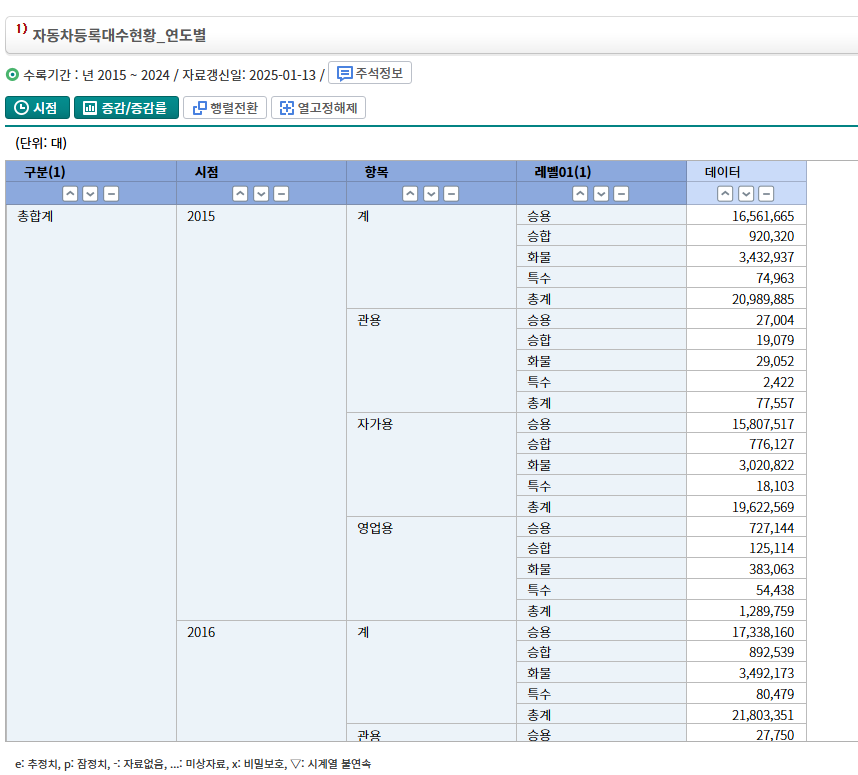 1) 자동차등록대수현황_연도별
수록기간 : 년 2015 ~ 2024 / 자료갱신일: 2025-01-13 / 주석정보
시점 증감/증감률 행렬전환 열고정해제
(단위: 대)
구분(1) 시점 항목 레벨01(1) 데이터
총합계 2015 계 승용 16,561,665
승합 920,320
화물 3,432,937
특수 74,963
총계 20,989,885
관용 승용 27,004
승합 19,079
화물 29,052
특수 2,422
총계 77,557
자가용 승용 15,807,517
승합 776,127
화물 3,020,822
특수 18,103
총계 19,622,569
영업용 승용 727,144
승합 125,114
화물 383,063
특수 54,438
총계 1,289,759
2016 계 승용 17,338,160
승합 892,539
화물 3,492,173
특수 80,479
총계 21,803,351
관용 승용 27,750
e: 추정치, p: 잠정치, -: 자료없음, ...: 미상자료, x: 비밀보호, ▽: 시계열 불연속